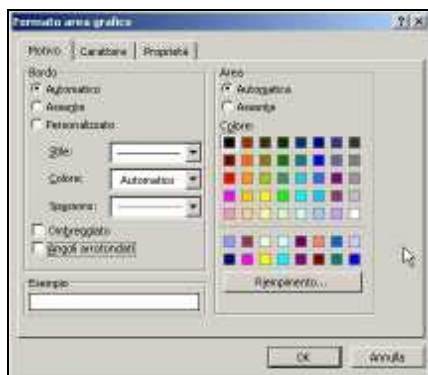 Formato area grafico
Motivo Carattere Proprietà
Bordo
Automatico
Assente
Personalizzato
Stile:
Colore: Automatico
Spessore:
Ombreggiato
Angoli arrotondati
Esempio
Area
Automatica
Assente
Colore:
Riempimento...
OK Annulla